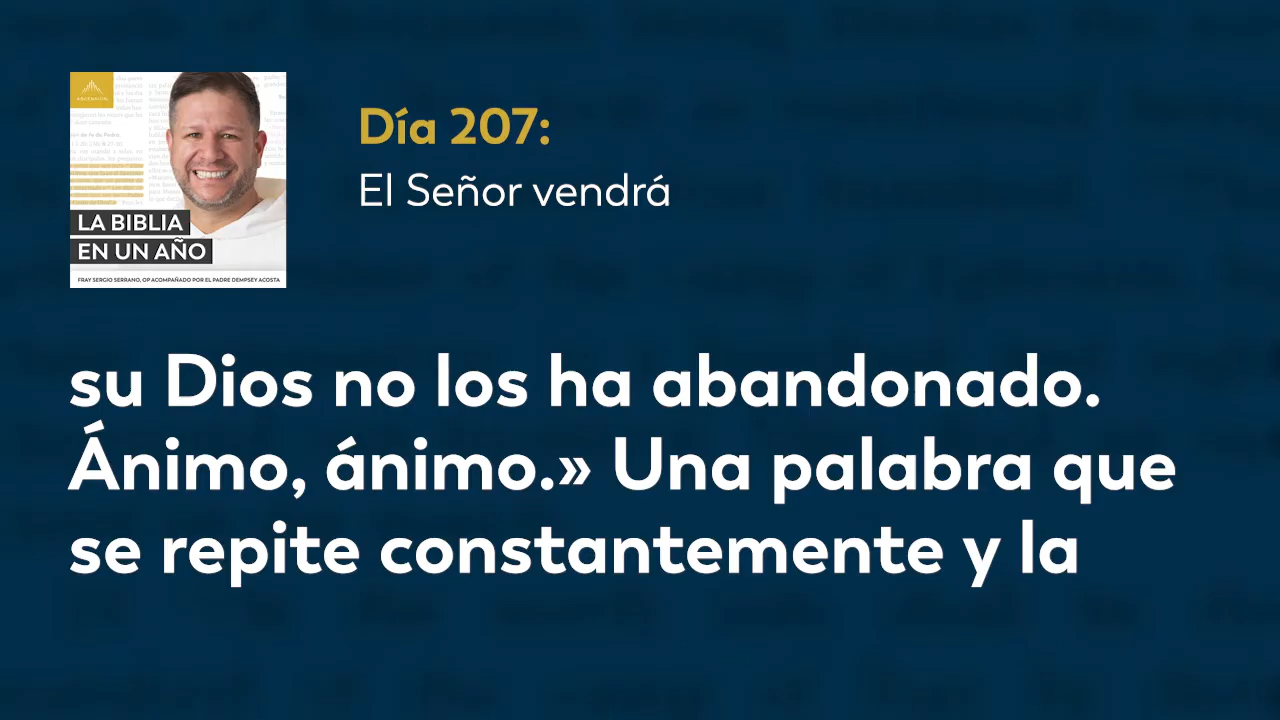 ASCENSION
LA BIBLIA
EN UN AÑO
FRAY SERGIO SERRANO, OP ACOMPAÑADO POR EL PADRE DEMPSEY ACOSTA
Día 207:
El Señor vendrá
su Dios no los ha abandonado.
Ánimo, ánimo.» Una palabra que
se repite constantemente y la